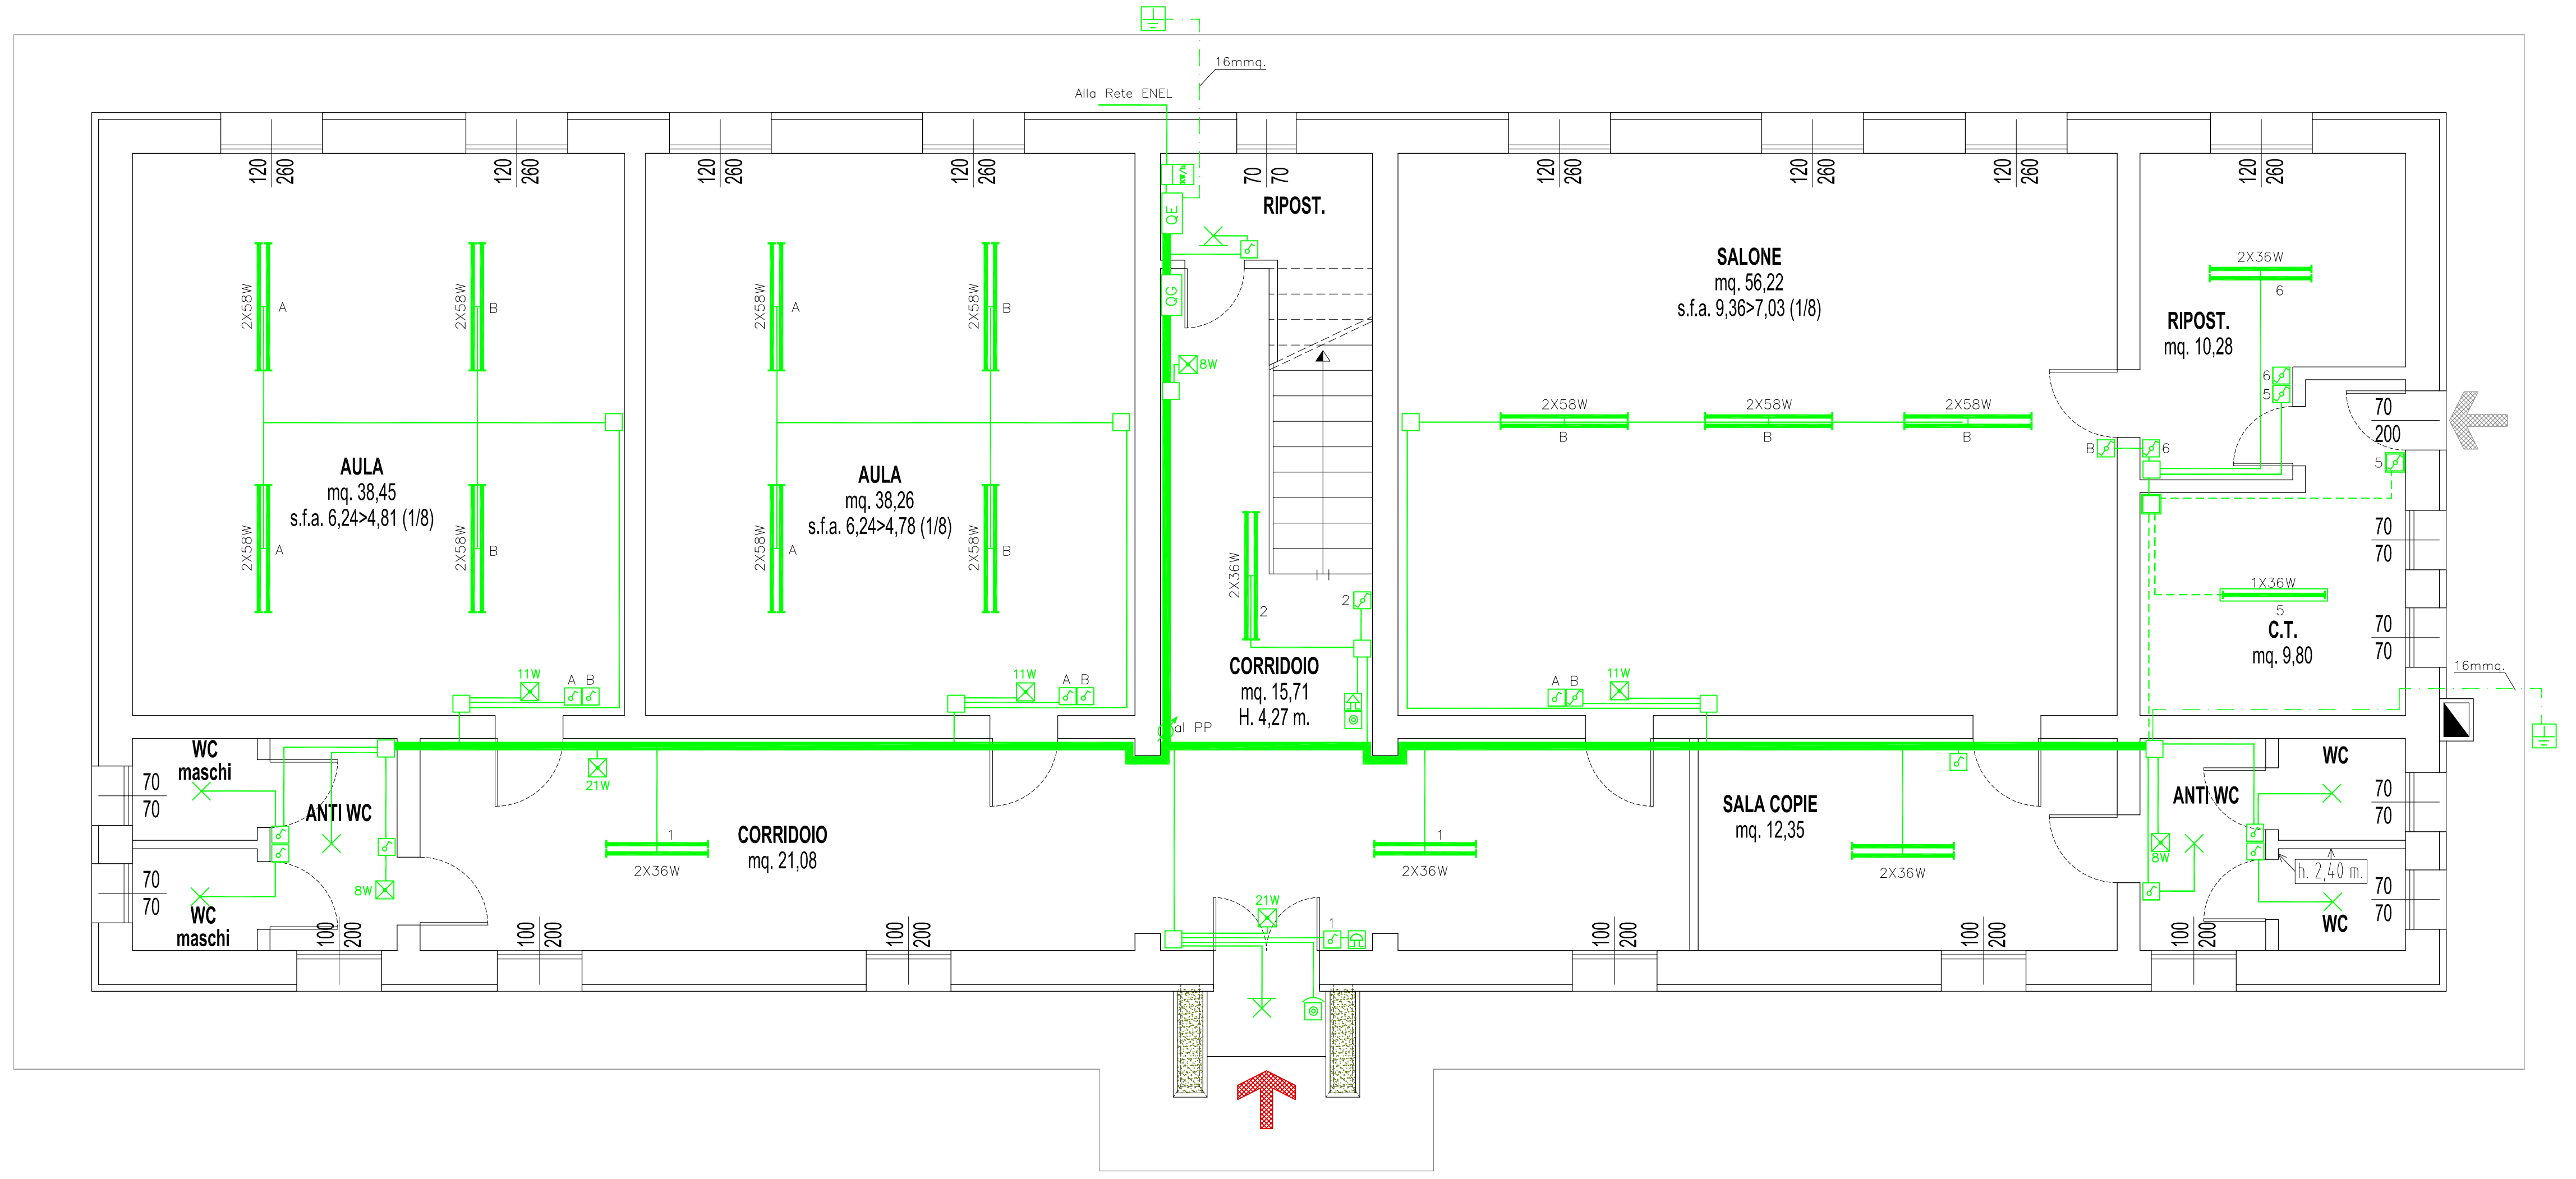 16mmq.
Alla Rete ENEL
120
260
120
260
120
260
120
260
70
70
120
260
120
260
120
260
120
260
QE
RIPOST.
QG
8W
SALONE
mq. 56,22
s.f.a. 9,36>7,03 (1/8)
2X36W
6
RIPOST.
mq. 10,28
6
5
2X58W
A
2X58W
B
2X58W
A
2X58W
B
2X58W
B
2X58W
B
2X58W
B
70
200
B
6
5
AULA
mq. 38,45
s.f.a. 6,24>4,81 (1/8)
AULA
mq. 38,26
s.f.a. 6,24>4,78 (1/8)
2X58W
A
2X58W
B
2X58W
A
2X58W
B
2X36W
2
2
70
70
1X36W
5
C.T.
mq. 9,80
70
70
CORRIDOIO
mq. 15,71
H. 4,27 m.
16mmq.
11W
A B
11W
A B
A B
11W
al PP
WC
maschi
70
70
ANTI WC
21W
1
2X36W
CORRIDOIO
mq. 21,08
1
2X36W
SALA COPIE
mq. 12,35
2X36W
ANTI WC
WC
70
70
8W
8W
h. 2,40 m.
70
70
WC
maschi
70
70
WC
21W
1
100
200
100
200
100
200
100
200
100
200
100
200